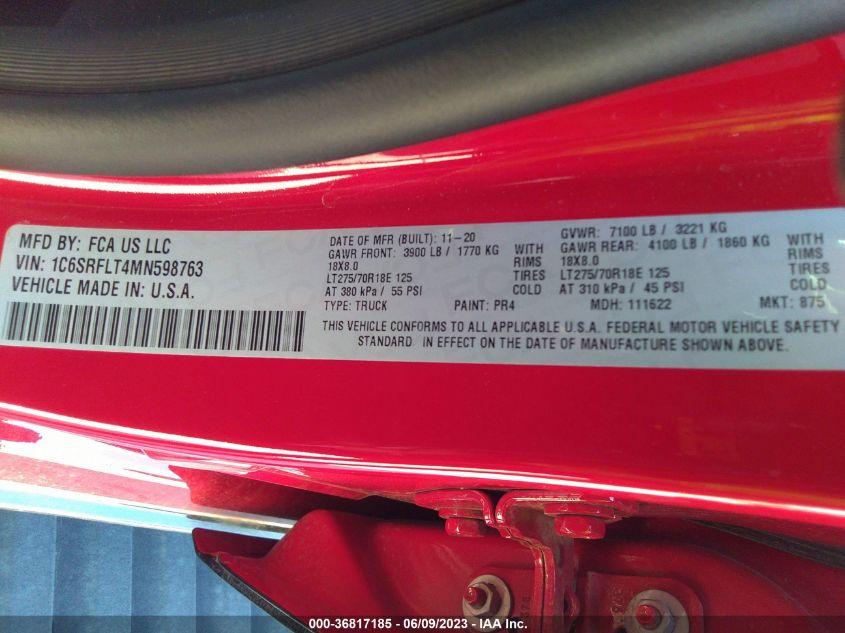 MFD BY: FCA US LLC
VIN: 1C6SRFLT4MN598763
VEHICLE MADE IN: U.S.A.
DATE OF MFR (BUILT): 11-20
GAWR FRONT: 3900 LB / 1770 KG
18X8.0 RIMS
LT275/70R18E 125 TIRES
AT 380 kPa / 55 PSI COLD
TYPE: TRUCK PAINT: PR4
GVWR: 7100 LB / 3221 KG
GAWR REAR: 4100 LB / 1860 KG
18X8.0 RIMS
LT275/70R18E 125 TIRES
AT 310 kPa / 45 PSI COLD
MDH: 111622 MKT: 875
THIS VEHICLE CONFORMS TO ALL APPLICABLE U.S.A. FEDERAL MOTOR VEHICLE SAFETY
STANDARD IN EFFECT ON THE DATE OF MANUFACTURE SHOWN ABOVE.
000-36817185 - 06/09/2023 - IAA Inc.